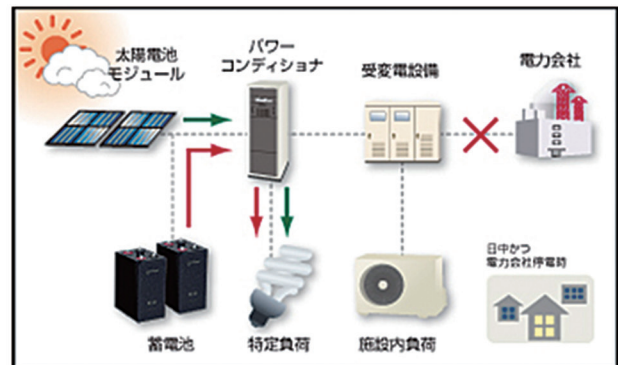 太陽電池
モジュール
パワー
コンディショナ
受変電設備
電力会社
蓄電池
特定負荷
施設内負荷
日中かつ
電力会社停電時